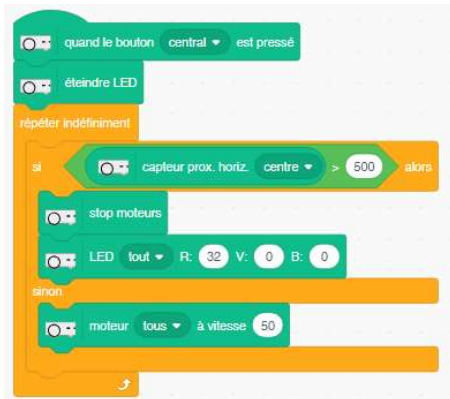 quand le bouton central est pressé
éteindre LED
répéter indéfiniment
si capteur prox. horiz. centre > 500 alors
stop moteurs
LED tout R: 32 V: 0 B: 0
sinon
moteur tous à vitesse 50